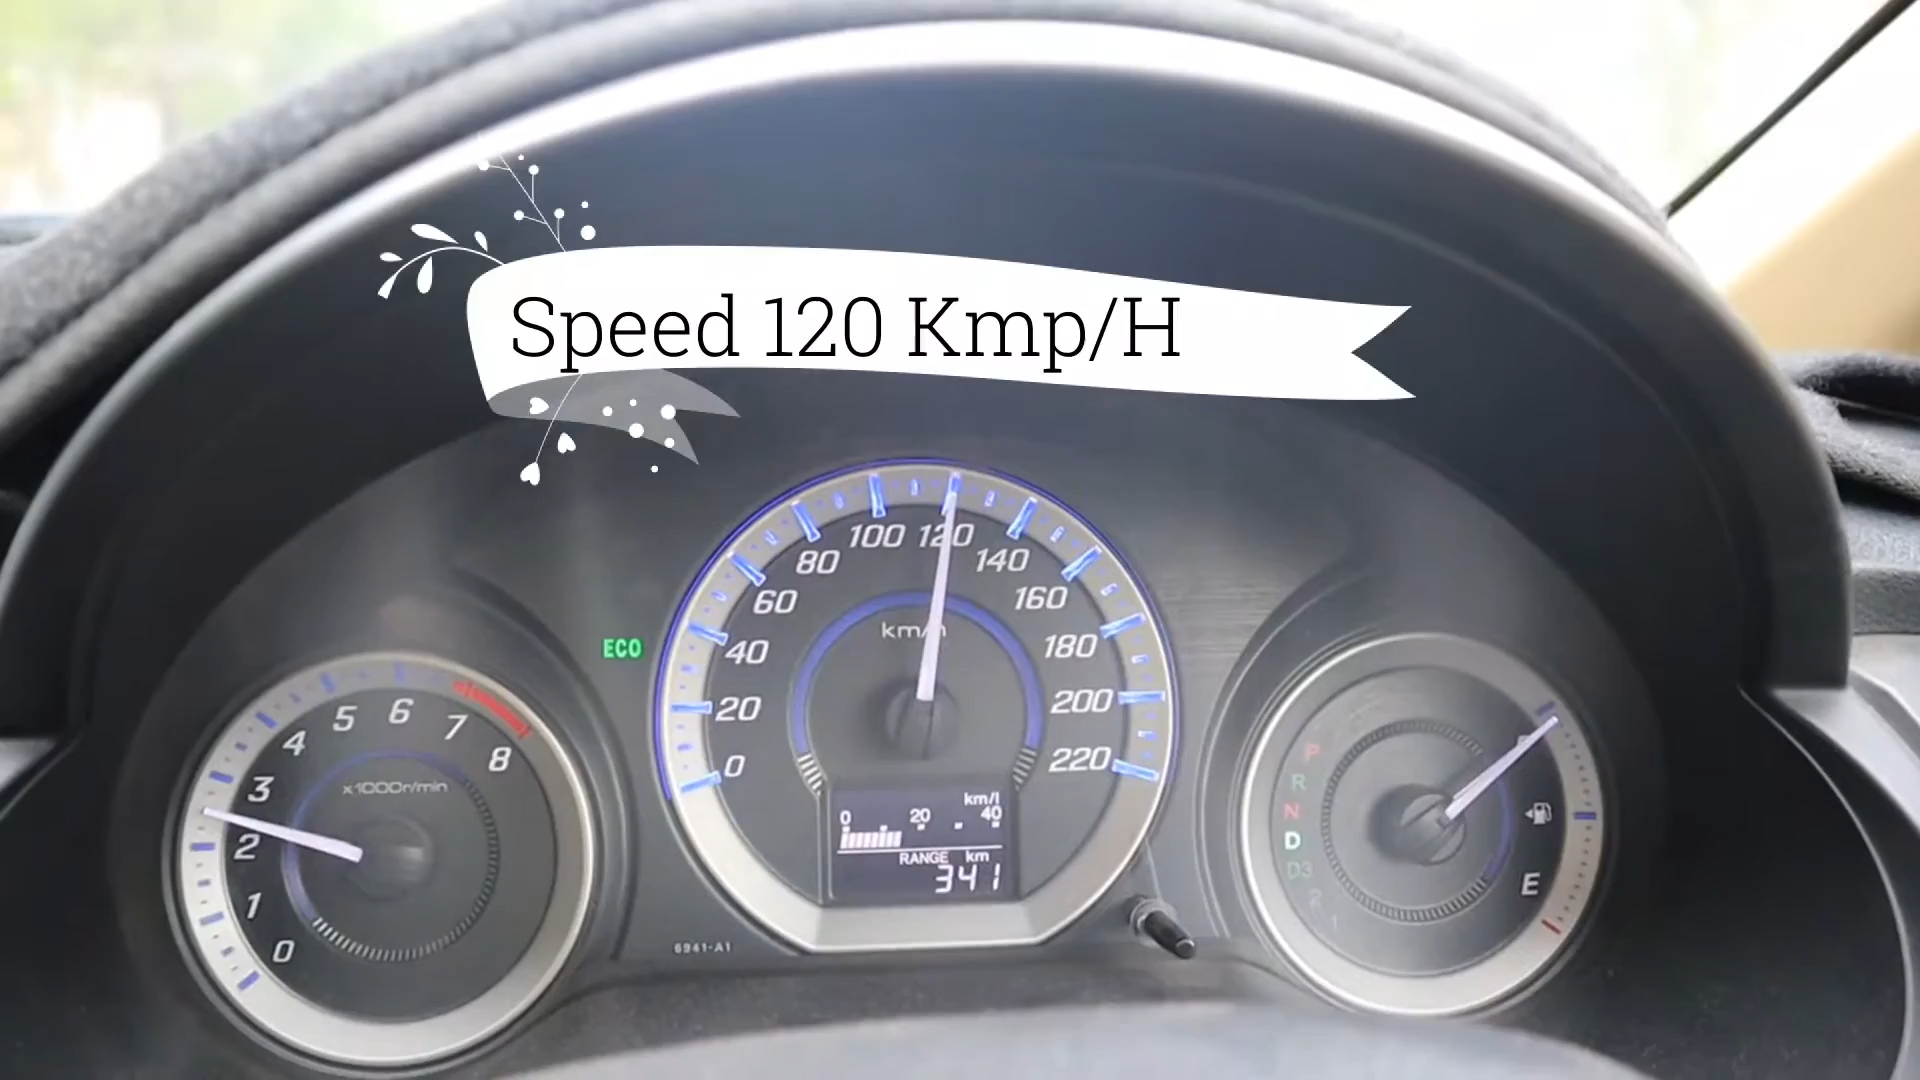 Speed 120 Kmp/H
0
1
2
3
4
5
6
7
8
x1000r/min
ECO
0
20
40
60
80
100
120
140
160
180
200
220
km/h
km/l
0 20 40
RANGE km
341
6941-A1
P
R
N
D
D3
2
1
E